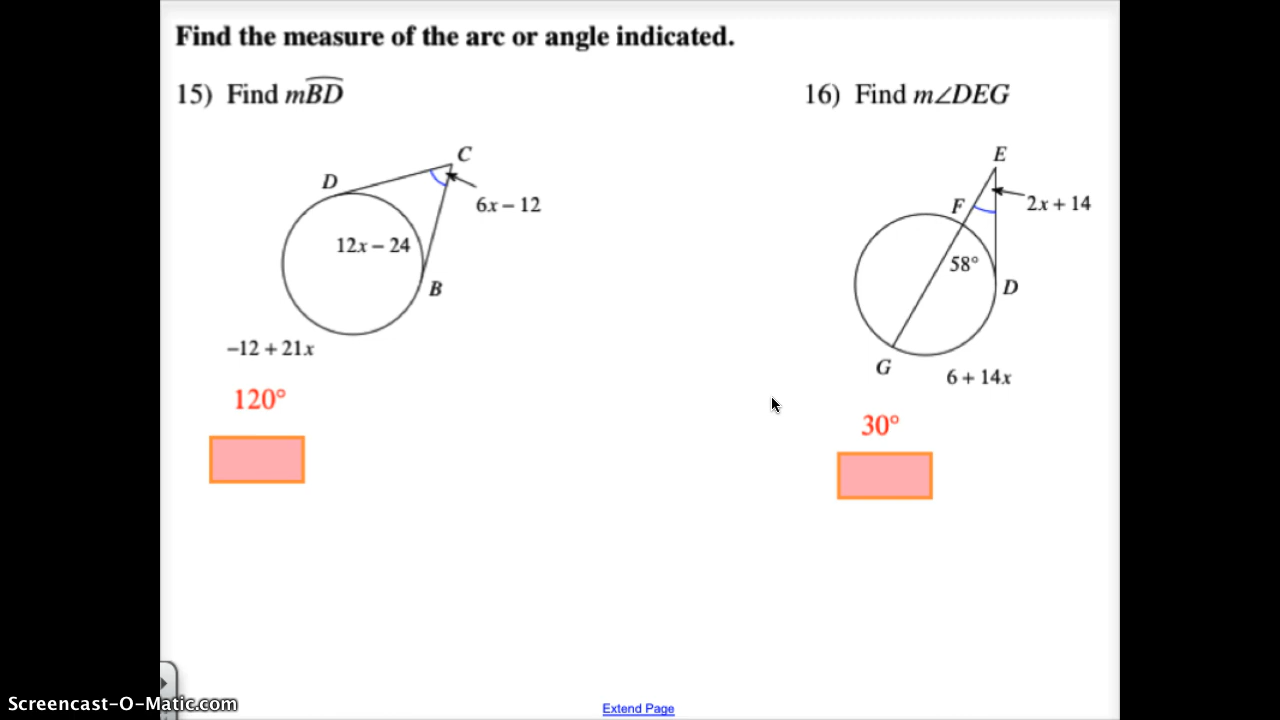 Find the measure of the arc or angle indicated.
15) Find mBD
16) Find m∠DEG
C
D
6x – 12
12x – 24
B
–12 + 21x
120°
E
F
2x + 14
58°
D
G
6 + 14x
30°
Screencast-O-Matic.com
Extend Page